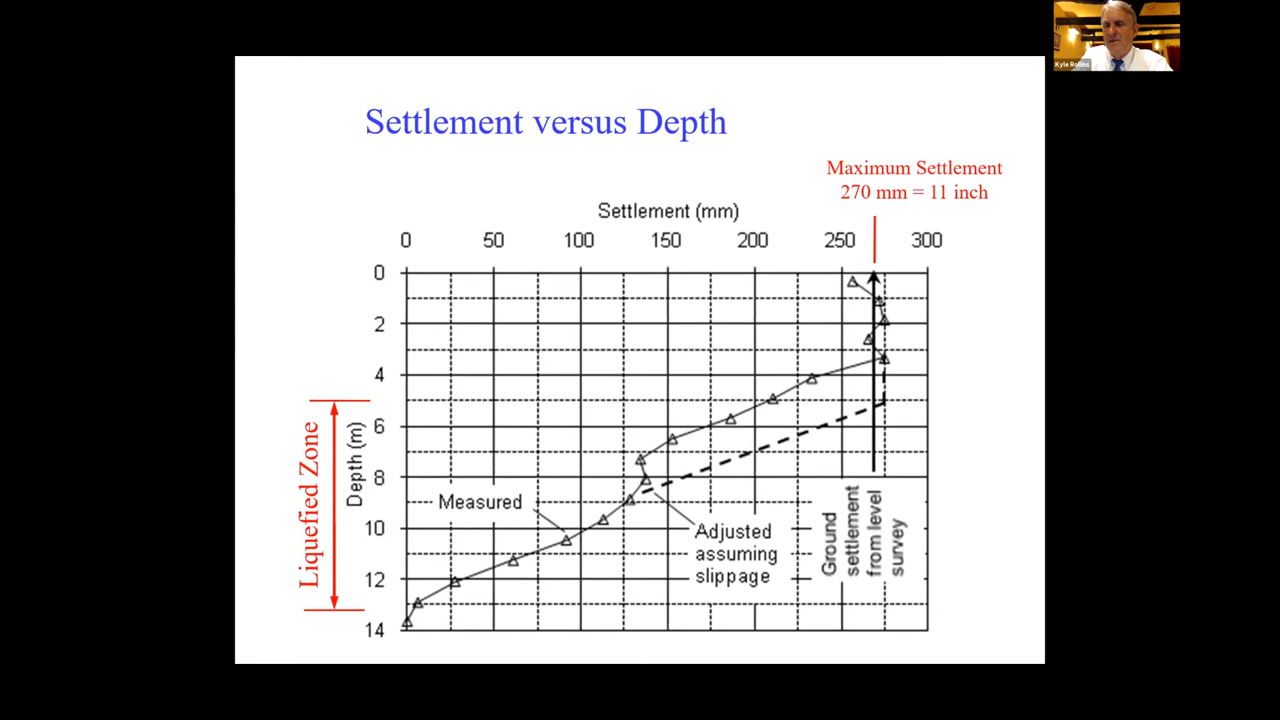 Kyle Rollins
Settlement versus Depth
Maximum Settlement
270 mm = 11 inch
Settlement (mm)
0 50 100 150 200 250 300
0
2
4
6
8
10
12
14
Depth (m)
Liquefied Zone
Measured
Adjusted
assuming
slippage
Ground
settlement
from level
survey